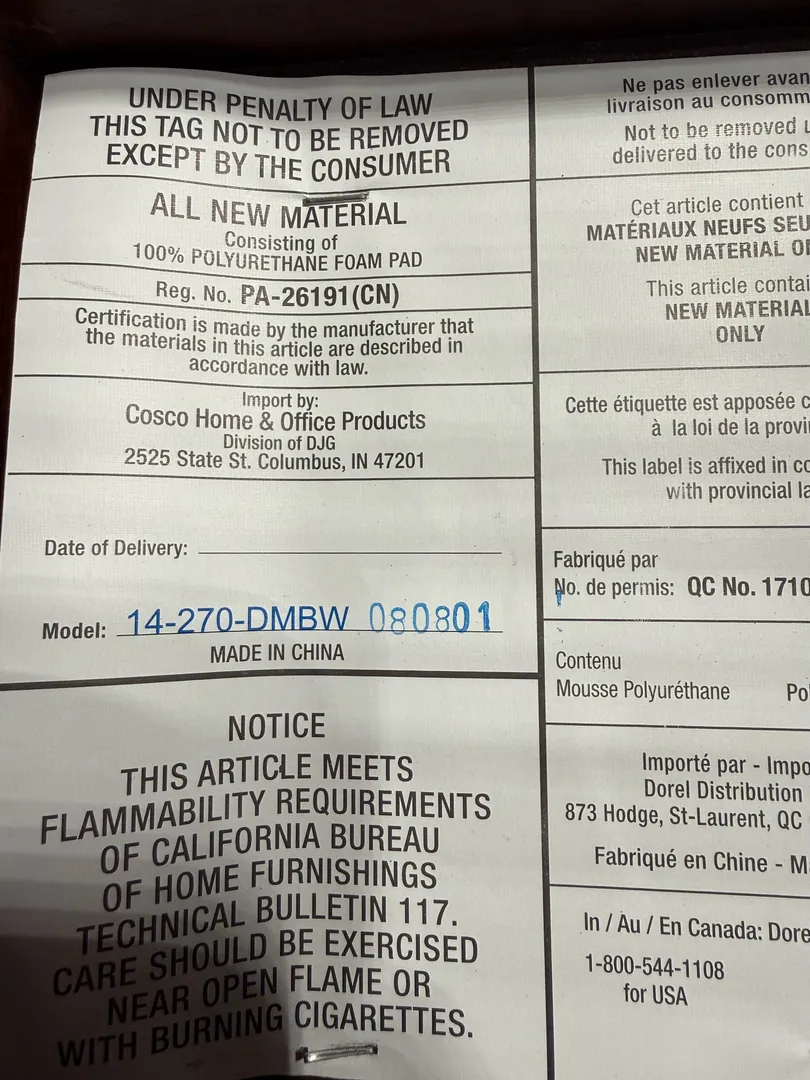 UNDER PENALTY OF LAW
THIS TAG NOT TO BE REMOVED
EXCEPT BY THE CONSUMER
ALL NEW MATERIAL
Consisting of
100% POLYURETHANE FOAM PAD
Reg. No. PA-26191(CN)
Certification is made by the manufacturer that
the materials in this article are described in
accordance with law.
Import by:
Cosco Home & Office Products
Division of DJG
2525 State St. Columbus, IN 47201
Date of Delivery:
Model: 14-270-DMBW 080801
MADE IN CHINA
NOTICE
THIS ARTICLE MEETS
FLAMMABILITY REQUIREMENTS
OF CALIFORNIA BUREAU
OF HOME FURNISHINGS
TECHNICAL BULLETIN 117.
CARE SHOULD BE EXERCISED
NEAR OPEN FLAME OR
WITH BURNING CIGARETTES.
Ne pas enlever avan
livraison au consomm
Not to be removed
delivered to the cons
Cet article contient
MATÉRIAUX NEUFS SEU
NEW MATERIAL
This article contai
NEW MATERIAL
ONLY
Cette étiquette est apposée c
à la loi de la provi
This label is affixed in co
with provincial la
Fabriqué par
No. de permis: QC No. 1710
Contenu
Mousse Polyuréthane Po
Importé par - Impo
Dorel Distribution
873 Hodge, St-Laurent, QC
Fabriqué en Chine - M
In / Au / En Canada: Dore
1-800-544-1108
for USA